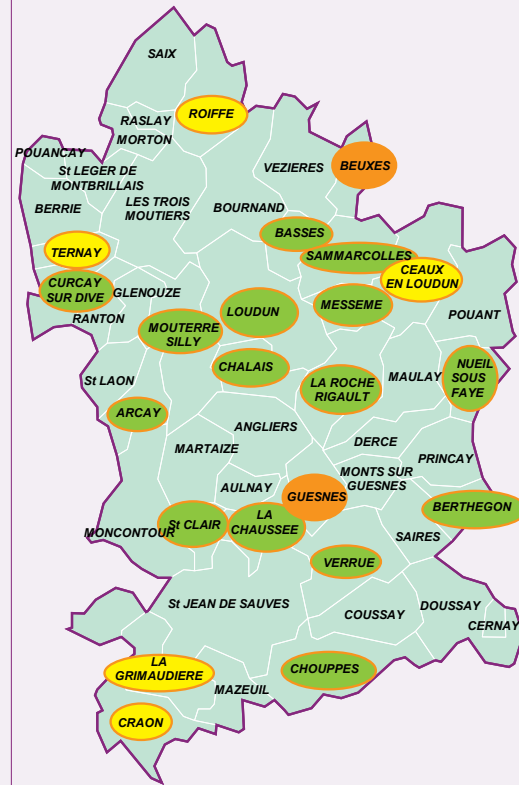 SAIX
ROIFFE
RASLAY
MORTON
POUANCAY
St LEGER DE
MONTBRILLAIS
VEZIERES
BEUXES
BERRIE
LES TROIS
MOUTIERS
BOURNAND
BASSES
TERNAY
SAMMARCOLLES
CEAUX
EN LOUDUN
CURCAY
SUR DIVE
GLENOUZE
RANTON
LOUDUN
MESSEME
POUANT
MOUTERRE
SILLY
CHALAIS
LA ROCHE
RIGAULT
MAULAY
NUEIL
SOUS
FAYE
St LAON
ARCAY
ANGLIERS
MARTAIZE
DERCE
PRINCAY
MONTS SUR
GUESNES
AULNAY
GUESNES
BERTHEGON
MONCONTOUR
St CLAIR
LA
CHAUSSEE
SAIRES
VERRUE
St JEAN DE SAUVES
COUSSAY
DOUSSAY
CERNAY
LA
GRIMAUDIERE
CHOUPPES
MAZEUIL
CRAON